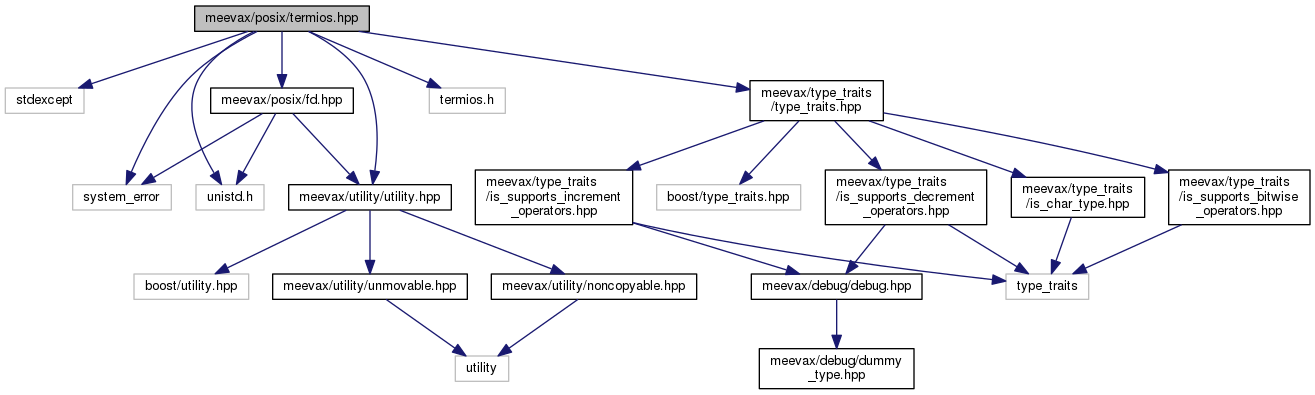 meevax/posix/termios.hpp
stdexcept
meevax/posix/fd.hpp
termios.h
meevax/type_traits
/type_traits.hpp
system_error
unistd.h
meevax/utility/utility.hpp
meevax/type_traits
/is_supports_increment
_operators.hpp
boost/type_traits.hpp
meevax/type_traits
/is_supports_decrement
_operators.hpp
meevax/type_traits
/is_char_type.hpp
meevax/type_traits
/is_supports_bitwise
_operators.hpp
boost/utility.hpp
meevax/utility/unmovable.hpp
meevax/utility/noncopyable.hpp
meevax/debug/debug.hpp
type_traits
utility
meevax/debug/dummy
_type.hpp